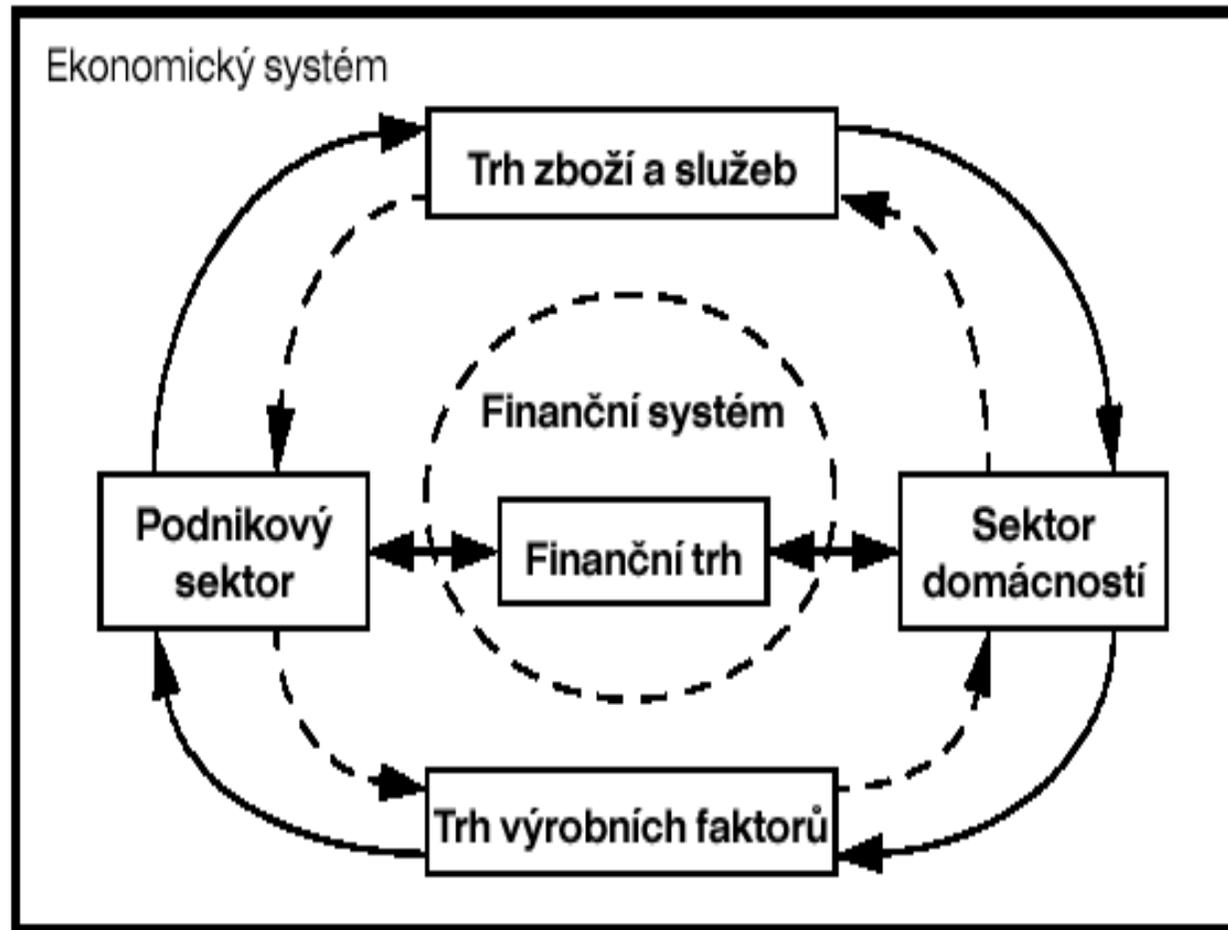 Ekonomický systém
Trh zboží a služeb
Finanční systém
Podnikový
sektor
Finanční trh
Sektor
domácností
Trh výrobních faktorů